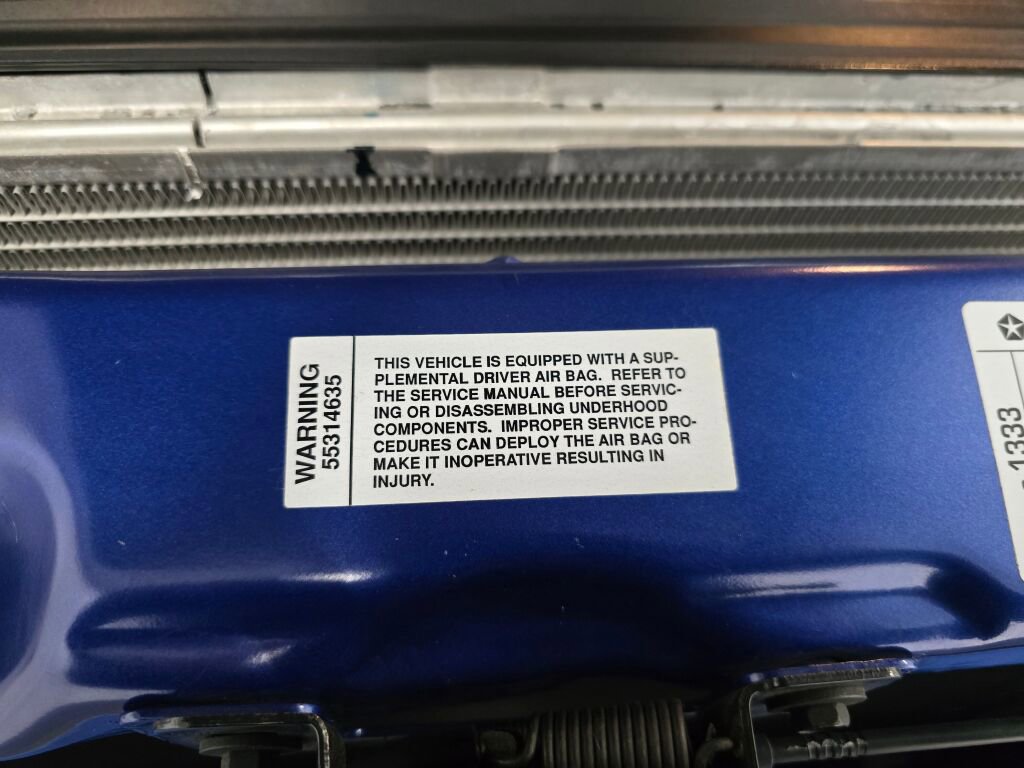 WARNING
55314635
THIS VEHICLE IS EQUIPPED WITH A SUP-
PLEMENTAL DRIVER AIR BAG. REFER TO
THE SERVICE MANUAL BEFORE SERVIC-
ING OR DISASSEMBLING UNDERHOOD
COMPONENTS. IMPROPER SERVICE PRO-
CEDURES CAN DEPLOY THE AIR BAG OR
MAKE IT INOPERATIVE RESULTING IN
INJURY.
1333